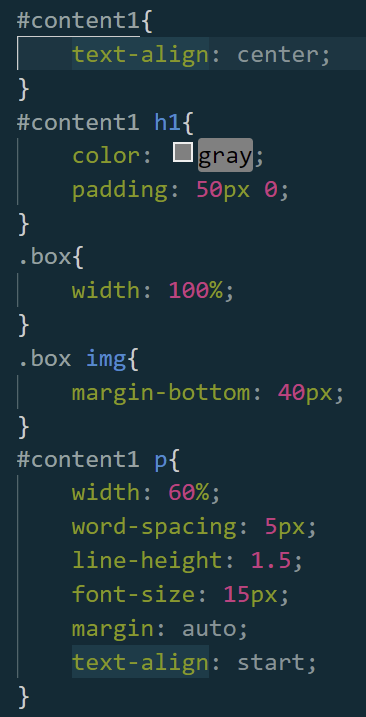 #content1{
    text-align: center;
}
#content1 h1{
    color: gray;
    padding: 50px 0;
}
.box{
    width: 100%;
}
.box img{
    margin-bottom: 40px;
}
#content1 p{
    width: 60%;
    word-spacing: 5px;
    line-height: 1.5;
    font-size: 15px;
    margin: auto;
    text-align: start;
}